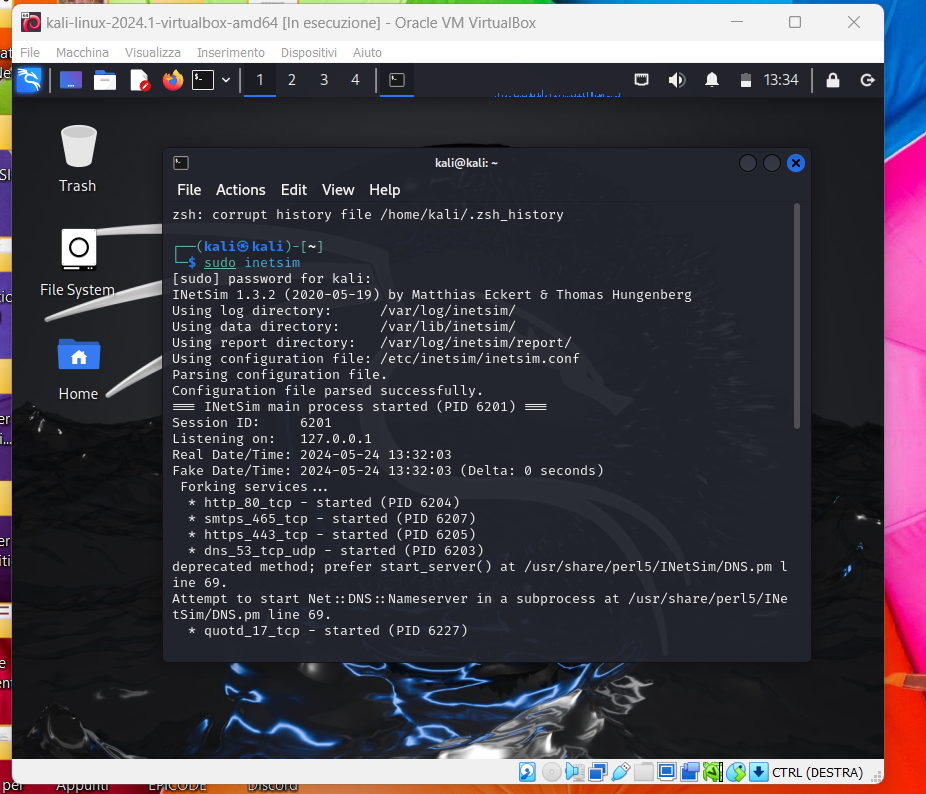 kali-linux-2024.1-virtualbox-amd64 [In esecuzione] - Oracle VM VirtualBox
File Macchina Visualizza Inserimento Dispositivi Aiuto
1 2 3 4 13:34
Trash
File System
Home
kali@kali: ~
File Actions Edit View Help
zsh: corrupt history file /home/kali/.zsh_history
┌──(kali㉿kali)-[~]
└─$ sudo inetsim
[sudo] password for kali:
INetSim 1.3.2 (2020-05-19) by Matthias Eckert & Thomas Hungenberg
Using log directory:      /var/log/inetsim/
Using data directory:     /var/lib/inetsim/
Using report directory:   /var/log/inetsim/report/
Using configuration file: /etc/inetsim/inetsim.conf
Parsing configuration file.
Configuration file parsed successfully.
=== INetSim main process started (PID 6201) ===
Session ID:     6201
Listening on:   127.0.0.1
Real Date/Time: 2024-05-24 13:32:03
Fake Date/Time: 2024-05-24 13:32:03 (Delta: 0 seconds)
 Forking services...
  * http_80_tcp - started (PID 6204)
  * smtps_465_tcp - started (PID 6207)
  * https_443_tcp - started (PID 6205)
  * dns_53_tcp_udp - started (PID 6203)
deprecated method; prefer start_server() at /usr/share/perl5/INetSim/DNS.pm l
ine 69.
Attempt to start Net::DNS::Nameserver in a subprocess at /usr/share/perl5/INe
tSim/DNS.pm line 69.
  * quotd_17_tcp - started (PID 6227)
CTRL (DESTRA)
Appunti EPICODE Discord